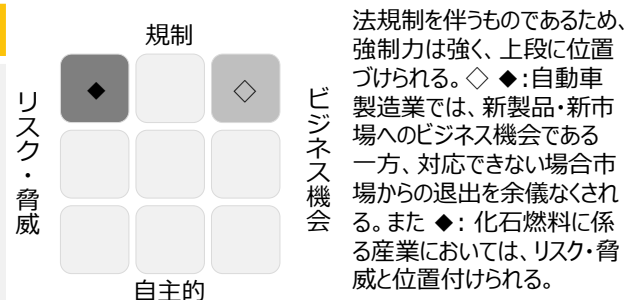 規制
リスク・脅威
◆
◇
ビジネス機会
自主的
法規制を伴うものであるため、
強制力は強く、上段に位置
づけられる。◇ ◆:自動車
製造業では、新製品・新市
場へのビジネス機会である
一方、対応できない場合市
場からの退出を余儀なくされ
る。また ◆: 化石燃料に係
る産業においては、リスク・脅
威と位置付けられる。